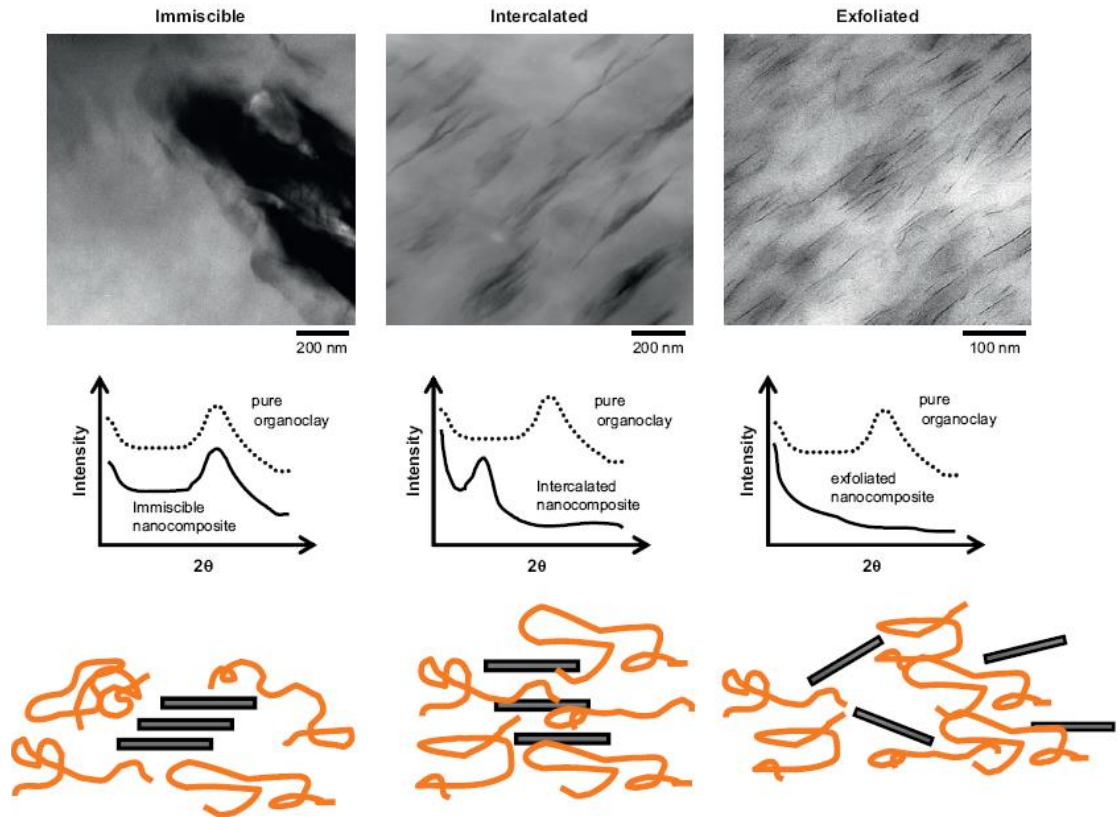 Immiscible
Intercalated
Exfoliated
200 nm
200 nm
100 nm
Intensity
pure
organoclay
Immiscible
nanocomposite
2θ
Intensity
pure
organoclay
Intercalated
nanocomposite
2θ
Intensity
pure
organoclay
exfoliated
nanocomposite
2θ